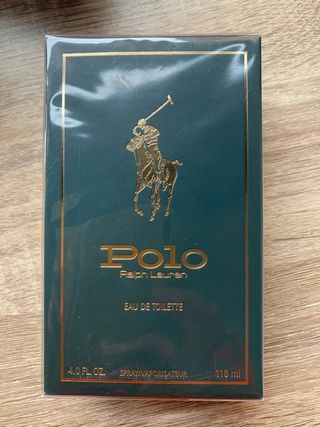 Polo
Ralph Lauren
EAU DE TOILETTE
4.0 FL. OZ. SPRAY/VAPORISATEUR 118 ml